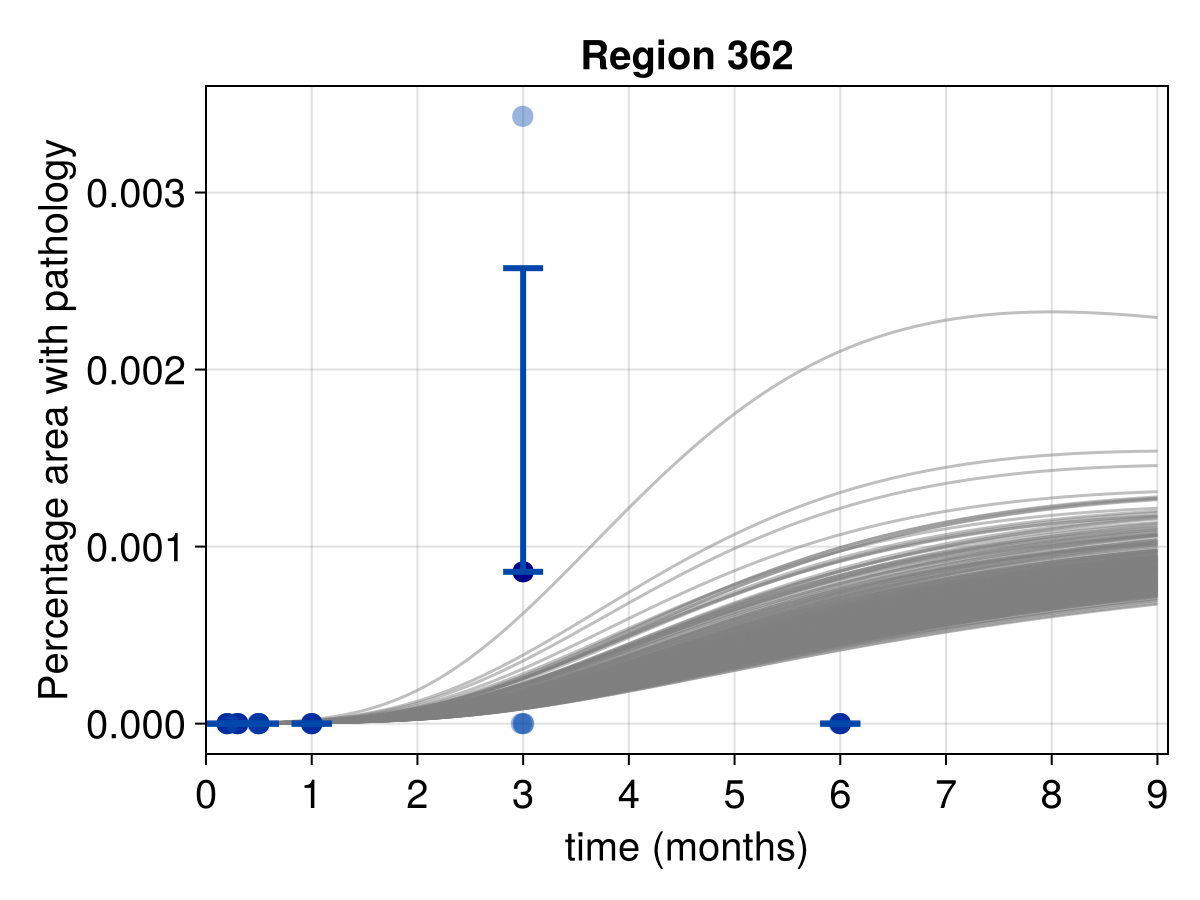 Region 362
Percentage area with pathology
0.003
0.002
0.001
0.000
0 1 2 3 4 5 6 7 8 9
time (months)